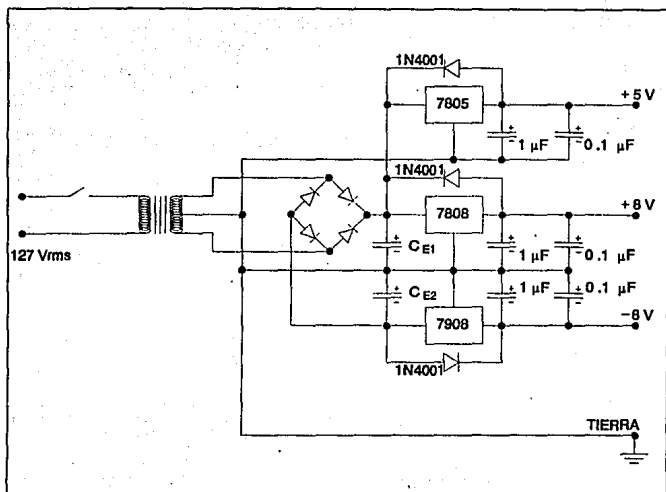 1N4001
7805
+5 V
+
−
1 µF
+
−
0.1 µF
1N4001
7808
+8 V
127 Vrms
+
−
C E1
+
−
1 µF
+
−
0.1 µF
+
−
C E2
+
−
1 µF
+
−
0.1 µF
7908
−8 V
1N4001
TIERRA